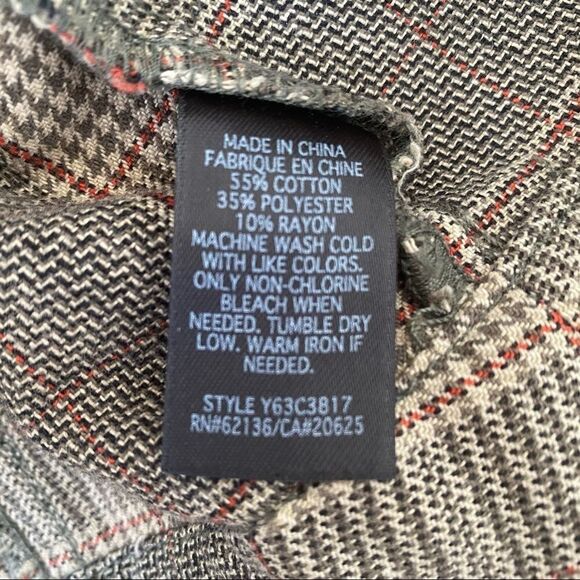 MADE IN CHINA
FABRIQUE EN CHINE
55% COTTON
35% POLYESTER
10% RAYON
MACHINE WASH COLD
WITH LIKE COLORS.
ONLY NON-CHLORINE
BLEACH WHEN
NEEDED. TUMBLE DRY
LOW. WARM IRON IF
NEEDED.
STYLE Y63C3817
RN#62136/CA#20625